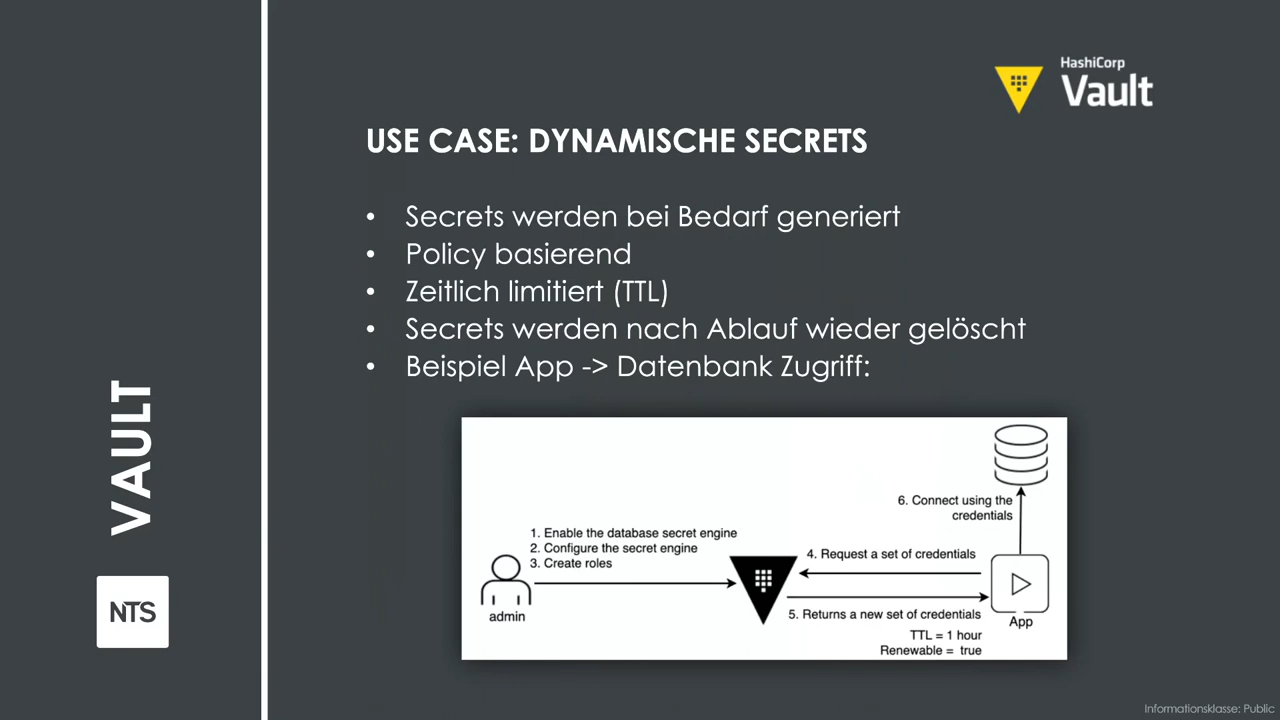 HashiCorp
Vault
USE CASE: DYNAMISCHE SECRETS
• Secrets werden bei Bedarf generiert
• Policy basierend
• Zeitlich limitiert (TTL)
• Secrets werden nach Ablauf wieder gelöscht
• Beispiel App -> Datenbank Zugriff:
VAULT
NTS
1. Enable the database secret engine
2. Configure the secret engine
3. Create roles
admin
4. Request a set of credentials
5. Returns a new set of credentials
TTL = 1 hour
Renewable = true
6. Connect using the
credentials
App
Informationsklasse: Public